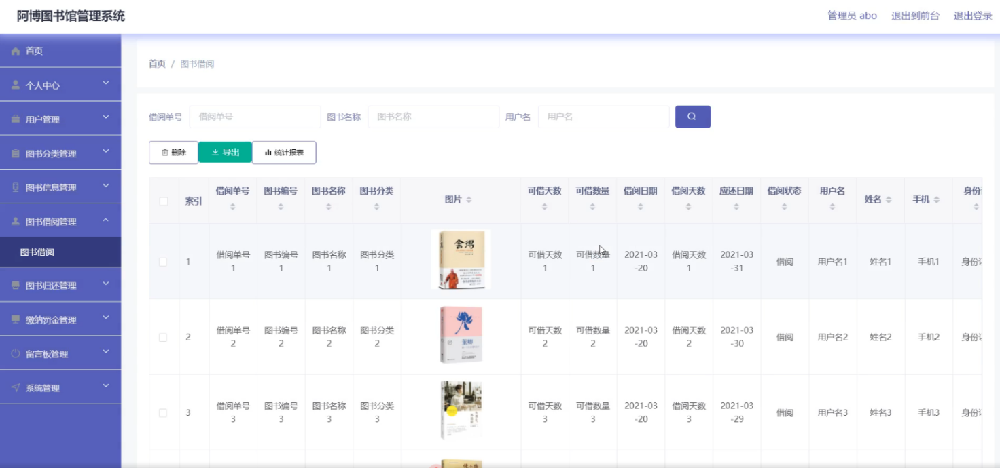 阿博图书馆管理系统
管理员 abo 退出到前台 退出登录
首页
个人中心
用户管理
图书分类管理
图书信息管理
图书借阅管理
图书借阅
图书归还管理
缴纳罚金管理
留言板管理
系统管理
首页 / 图书借阅
借阅单号 借阅单号 图书名称 图书名称 用户名 用户名
删除 导出 统计报表
索引 借阅单号 图书编号 图书名称 图书分类 图片 可借天数 可借数量 借阅日期 借阅天数 应还日期 借阅状态 用户名 姓名 手机 身份
舍得
1 借阅单号1 图书编号1 图书名称1 图书分类1 可借天数1 可借数量1 2021-03-20 借阅天数1 2021-03-31 借阅 用户名1 姓名1 手机1 身份
董卿
2 借阅单号2 图书编号2 图书名称2 图书分类2 可借天数2 可借数量2 2021-03-20 借阅天数2 2021-03-30 借阅 用户名2 姓名2 手机2 身份
3 借阅单号3 图书编号3 图书名称3 图书分类3 可借天数3 可借数量3 2021-03-20 借阅天数3 2021-03-29 借阅 用户名3 姓名3 手机3 身份